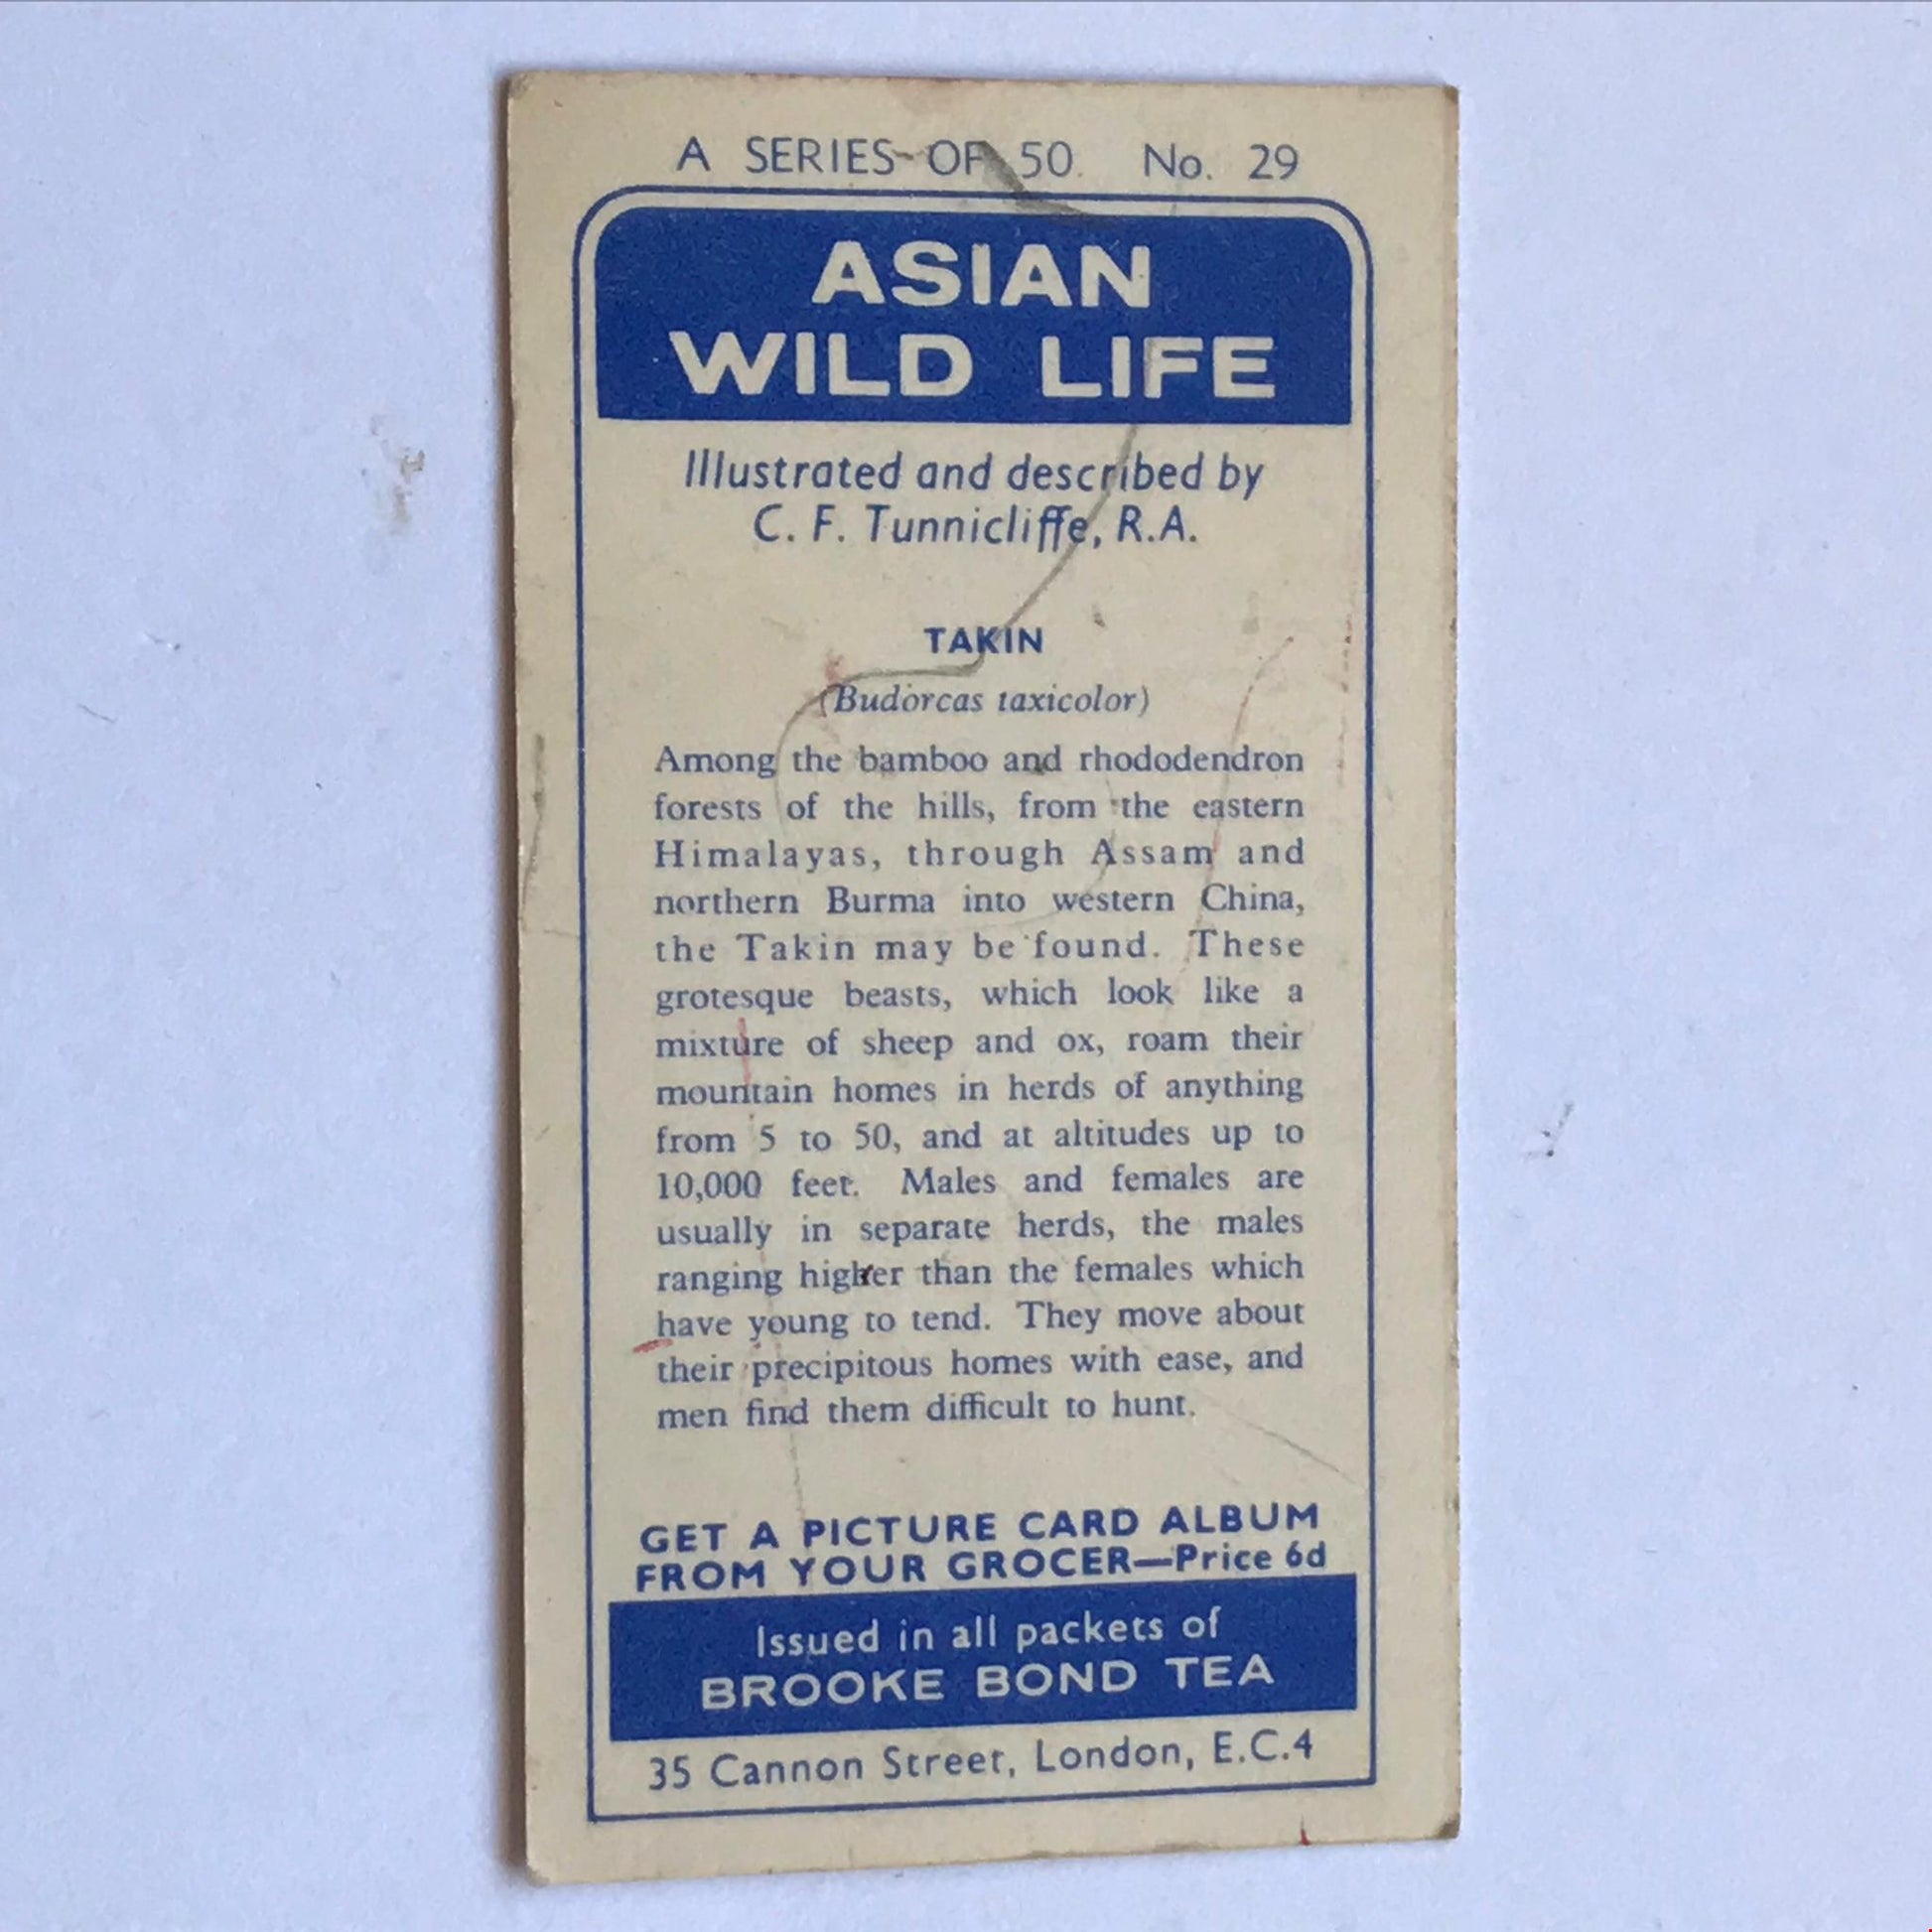 A SERIES OF 50. No. 29
ASIAN
WILD LIFE
Illustrated and described by
C. F. Tunnicliffe, R.A.
TAKIN
(Budorcas taxicolor)
Among the bamboo and rhododendron
forests of the hills, from the eastern
Himalayas, through Assam and
northern Burma into western China,
the Takin may be found. These
grotesque beasts, which look like a
mixture of sheep and ox, roam their
mountain homes in herds of anything
from 5 to 50, and at altitudes up to
10,000 feet. Males and females are
usually in separate herds, the males
ranging higher than the females which
have young to tend. They move about
their precipitous homes with ease, and
men find them difficult to hunt.
GET A PICTURE CARD ALBUM
FROM YOUR GROCER—Price 6d
Issued in all packets of
BROOKE BOND TEA
35 Cannon Street, London, E.C.4